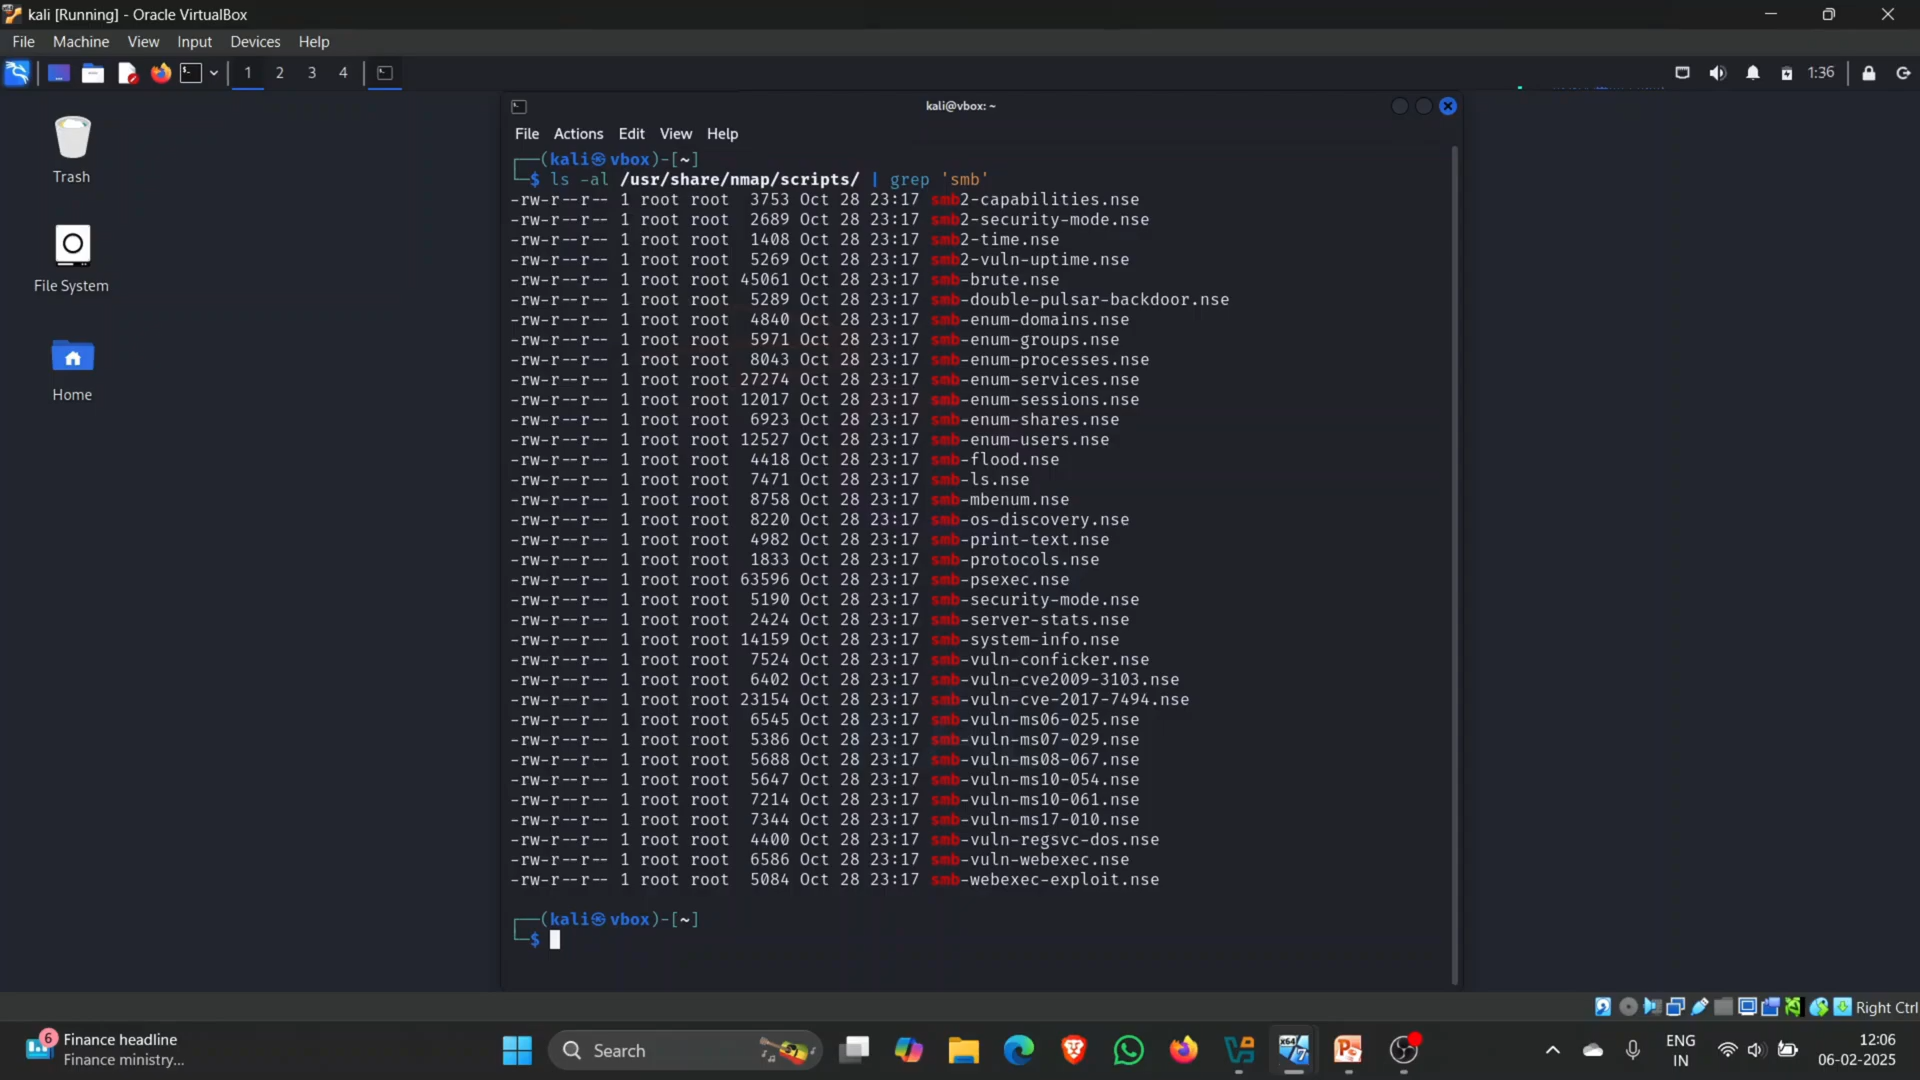 kali [Running] - Oracle VirtualBox
File Machine View Input Devices Help
1 2 3 4
1:36
Trash
File System
Home
kali@vbox: ~
File Actions Edit View Help
┌──(kali㉿vbox)-[~]
└─$ ls -al /usr/share/nmap/scripts/ | grep 'smb'
-rw-r--r-- 1 root root 3753 Oct 28 23:17 smb2-capabilities.nse
-rw-r--r-- 1 root root 2689 Oct 28 23:17 smb2-security-mode.nse
-rw-r--r-- 1 root root 1408 Oct 28 23:17 smb2-time.nse
-rw-r--r-- 1 root root 5269 Oct 28 23:17 smb2-vuln-uptime.nse
-rw-r--r-- 1 root root 45061 Oct 28 23:17 smb-brute.nse
-rw-r--r-- 1 root root 5289 Oct 28 23:17 smb-double-pulsar-backdoor.nse
-rw-r--r-- 1 root root 4840 Oct 28 23:17 smb-enum-domains.nse
-rw-r--r-- 1 root root 5971 Oct 28 23:17 smb-enum-groups.nse
-rw-r--r-- 1 root root 8043 Oct 28 23:17 smb-enum-processes.nse
-rw-r--r-- 1 root root 27274 Oct 28 23:17 smb-enum-services.nse
-rw-r--r-- 1 root root 12017 Oct 28 23:17 smb-enum-sessions.nse
-rw-r--r-- 1 root root 6923 Oct 28 23:17 smb-enum-shares.nse
-rw-r--r-- 1 root root 12527 Oct 28 23:17 smb-enum-users.nse
-rw-r--r-- 1 root root 4418 Oct 28 23:17 smb-flood.nse
-rw-r--r-- 1 root root 7471 Oct 28 23:17 smb-ls.nse
-rw-r--r-- 1 root root 8758 Oct 28 23:17 smb-mbenum.nse
-rw-r--r-- 1 root root 8220 Oct 28 23:17 smb-os-discovery.nse
-rw-r--r-- 1 root root 4982 Oct 28 23:17 smb-print-text.nse
-rw-r--r-- 1 root root 1833 Oct 28 23:17 smb-protocols.nse
-rw-r--r-- 1 root root 63596 Oct 28 23:17 smb-psexec.nse
-rw-r--r-- 1 root root 5190 Oct 28 23:17 smb-security-mode.nse
-rw-r--r-- 1 root root 2424 Oct 28 23:17 smb-server-stats.nse
-rw-r--r-- 1 root root 14159 Oct 28 23:17 smb-system-info.nse
-rw-r--r-- 1 root root 7524 Oct 28 23:17 smb-vuln-conficker.nse
-rw-r--r-- 1 root root 6402 Oct 28 23:17 smb-vuln-cve2009-3103.nse
-rw-r--r-- 1 root root 23154 Oct 28 23:17 smb-vuln-cve-2017-7494.nse
-rw-r--r-- 1 root root 6545 Oct 28 23:17 smb-vuln-ms06-025.nse
-rw-r--r-- 1 root root 5386 Oct 28 23:17 smb-vuln-ms07-029.nse
-rw-r--r-- 1 root root 5688 Oct 28 23:17 smb-vuln-ms08-067.nse
-rw-r--r-- 1 root root 5647 Oct 28 23:17 smb-vuln-ms10-054.nse
-rw-r--r-- 1 root root 7214 Oct 28 23:17 smb-vuln-ms10-061.nse
-rw-r--r-- 1 root root 7344 Oct 28 23:17 smb-vuln-ms17-010.nse
-rw-r--r-- 1 root root 4400 Oct 28 23:17 smb-vuln-regsvc-dos.nse
-rw-r--r-- 1 root root 6586 Oct 28 23:17 smb-vuln-webexec.nse
-rw-r--r-- 1 root root 5084 Oct 28 23:17 smb-webexec-exploit.nse
┌──(kali㉿vbox)-[~]
└─$
Right Ctrl
6
Finance headline
Finance ministry...
Search
x64
7
ENG
IN
12:06
06-02-2025